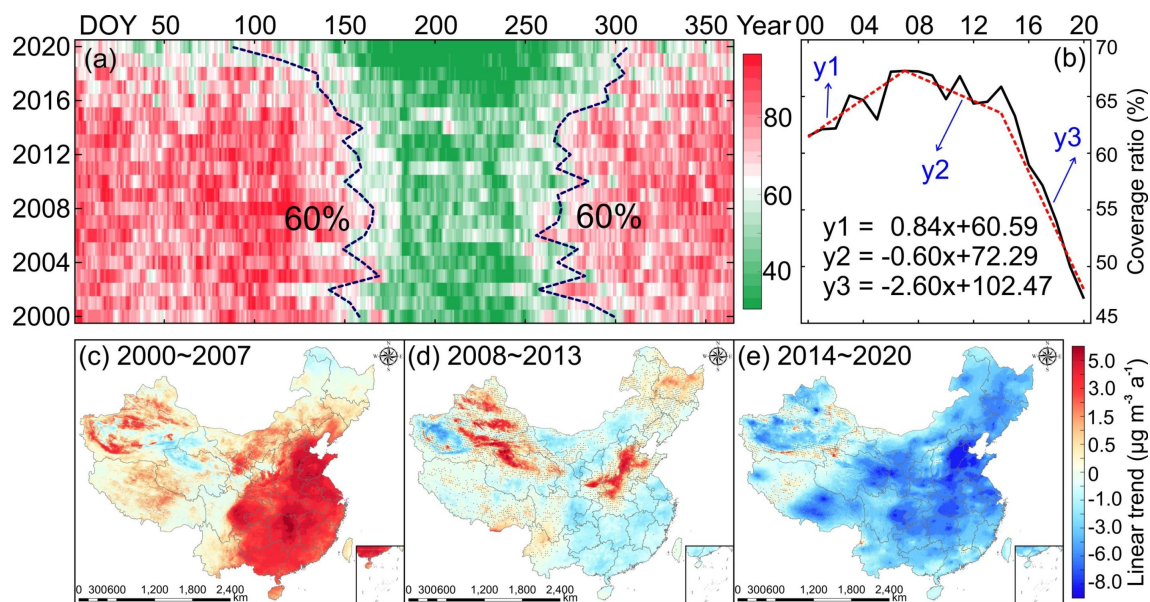 DOY 50 100 150 200 250 300 350 Year 00 04 08 12 16 20
2020
2016
2012
2008
2004
2000
(a)
60%
60%
80
60
40
(b)
y1
y2
y3
y1 = 0.84x+60.59
y2 = -0.60x+72.29
y3 = -2.60x+102.47
70
65
60
55
50
45
Coverage ratio (%)
(c) 2000~2007
(d) 2008~2013
(e) 2014~2020
0 300600 1,200 1,800 2,400
km
0 300600 1,200 1,800 2,400
km
0 300600 1,200 1,800 2,400
km
5.0
3.0
1.5
0.5
0
-1.0
-3.0
-6.0
-8.0
Linear trend (μg m⁻³ a⁻¹)